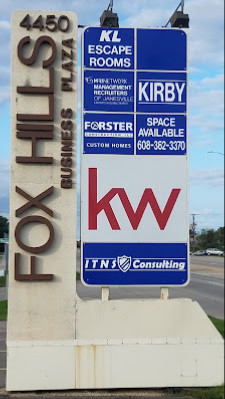 4450
FOX HILLS
BUSINESS PLAZA
KL
ESCAPE
ROOMS
MRINETWORK
MANAGEMENT
RECRUITERS
OF JANESVILLE
KIRBY
FORSTER
CUSTOM HOMES
SPACE
AVAILABLE
608-362-3370
kw
ITNS Consulting